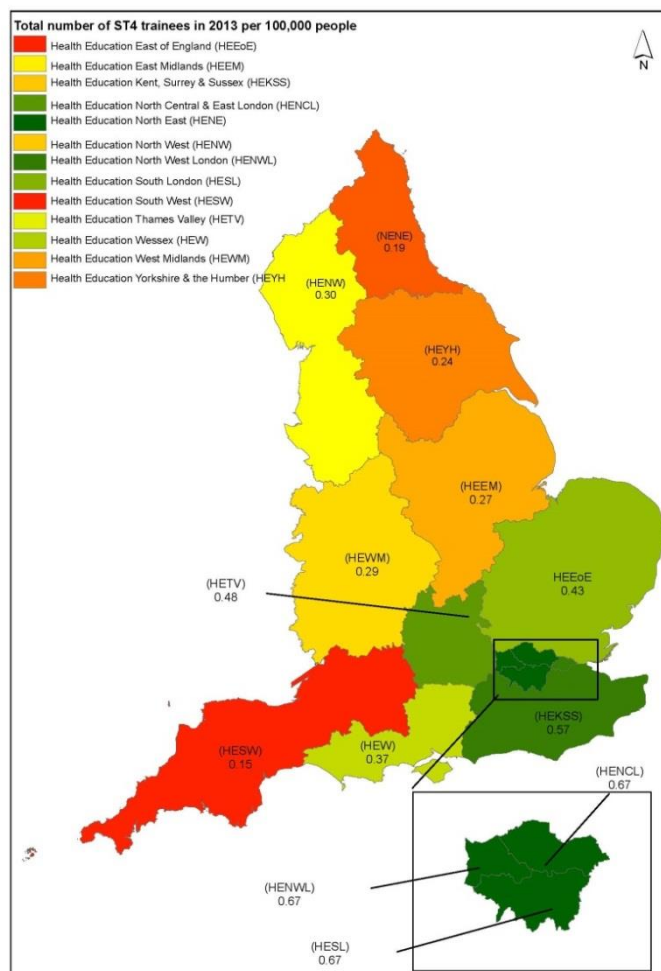 Total number of ST4 trainees in 2013 per 100,000 people
Health Education East of England (HEEoE)
Health Education East Midlands (HEEM)
Health Education Kent, Surrey & Sussex (HEKSS)
Health Education North Central & East London (HENCL)
Health Education North East (HENE)
Health Education North West (HENW)
Health Education North West London (HENWL)
Health Education South London (HESL)
Health Education South West (HESW)
Health Education Thames Valley (HETV)
Health Education Wessex (HEW)
Health Education West Midlands (HEWM)
Health Education Yorkshire & the Humber (HEYH
N
(NENE)
0.19
(HENW)
0.30
(HEYH)
0.24
(HEEM)
0.27
(HEWM)
0.29
HEEoE
0.43
(HETV)
0.48
(HEKSS)
0.57
(HESW)
0.15
(HEW)
0.37
(HENCL)
0.67
(HENWL)
0.67
(HESL)
0.67